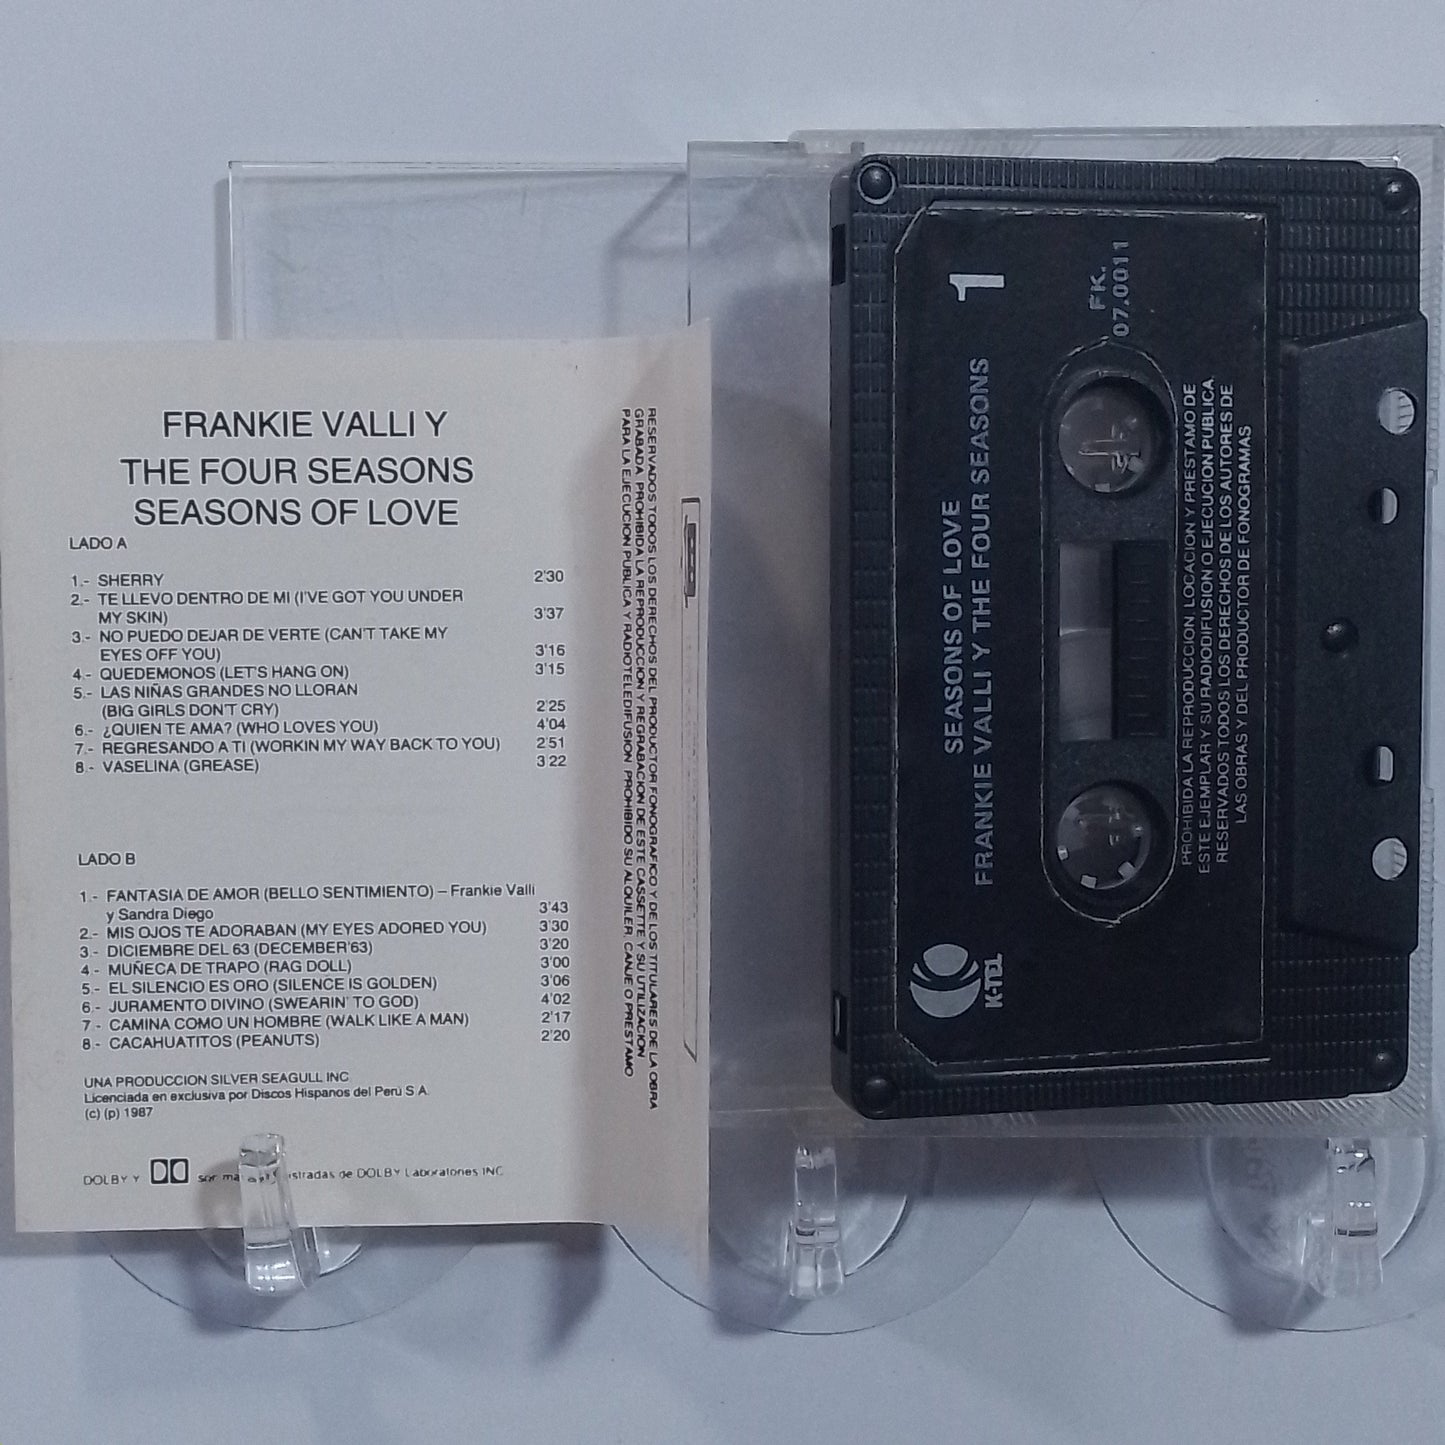 FRANKIE VALLI Y
THE FOUR SEASONS
SEASONS OF LOVE
LADO A
1.- SHERRY 2'30
2.- TE LLEVO DENTRO DE MI (I'VE GOT YOU UNDER
MY SKIN) 3'37
3.- NO PUEDO DEJAR DE VERTE (CAN'T TAKE MY
EYES OFF YOU) 3'16
4.- QUEDEMONOS (LET'S HANG ON) 3'15
5.- LAS NIÑAS GRANDES NO LLORAN
(BIG GIRLS DON'T CRY) 2'25
6.- ¿QUIEN TE AMA? (WHO LOVES YOU) 4'04
7.- REGRESANDO A TI (WORKIN MY WAY BACK TO YOU) 2'51
8.- VASELINA (GREASE) 3'22
LADO B
1.- FANTASIA DE AMOR (BELLO SENTIMIENTO) – Frankie Valli
y Sandra Diego 3'43
2.- MIS OJOS TE ADORABAN (MY EYES ADORED YOU) 3'30
3.- DICIEMBRE DEL 63 (DECEMBER'63) 3'20
4.- MUÑECA DE TRAPO (RAG DOLL) 3'00
5.- EL SILENCIO ES ORO (SILENCE IS GOLDEN) 3'06
6.- JURAMENTO DIVINO (SWEARIN' TO GOD) 4'02
7.- CAMINA COMO UN HOMBRE (WALK LIKE A MAN) 2'17
8.- CACAHUATITOS (PEANUTS) 2'20
UNA PRODUCCION SILVER SEAGULL INC
Licenciada en exclusiva por Discos Hispanos del Perú S.A.
(c) (p) 1987
DOLBY Y de DOLBY INC
RESERVADOS TODOS LOS DERECHOS DEL PRODUCTOR FONOGRAFICO Y DE LOS TITULARES DE LA OBRA
GRABADA. PROHIBIDA LA REPRODUCCION Y REGRABACION DE ESTE CASSETTE Y SU UTILIZACION
PARA LA EJECUCION PUBLICA Y RADIOTELEDIFUSION. PROHIBIDO SU ALQUILER, CANJE O PRESTAMO
1
SEASONS OF LOVE
FRANKIE VALLI Y THE FOUR SEASONS
FK.
07.0011
PROHIBIDA LA REPRODUCCION, LOCACION Y PRESTAMO DE
ESTE EJEMPLAR Y SU RADIODIFUSION O EJECUCION PUBLICA.
RESERVADOS TODOS LOS DERECHOS DE LOS AUTORES DE
LAS OBRAS Y DEL PRODUCTOR DE FONOGRAMAS
K-TEL